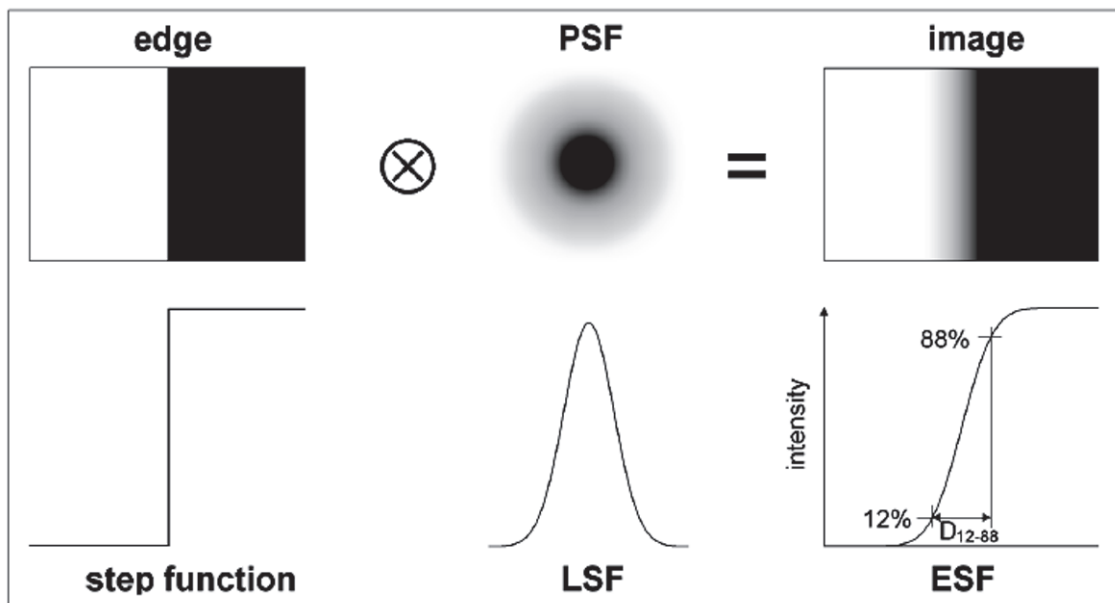 edge
PSF
image
=
88%
intensity
12%
D12-88
step function
LSF
ESF